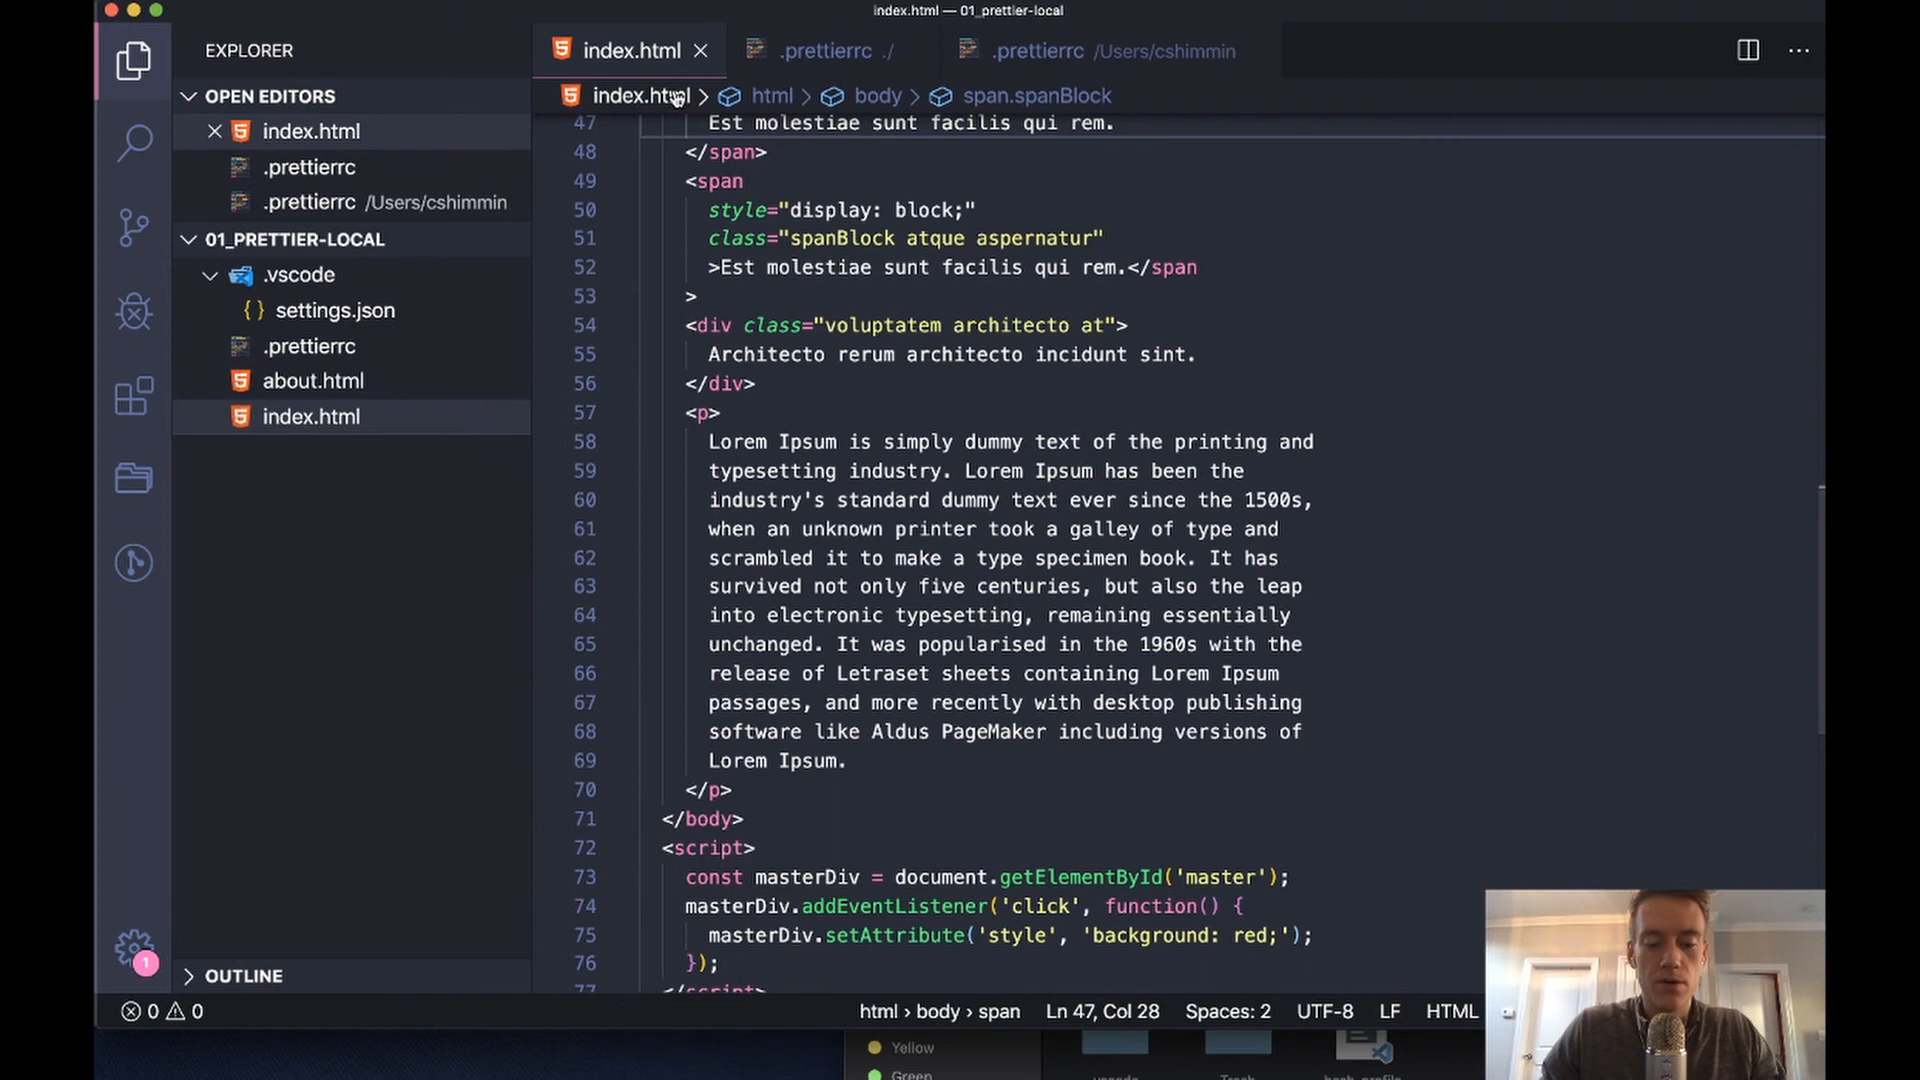 index.html — 01_prettier-local
EXPLORER
index.html
.prettierrc ./
.prettierrc /Users/cshimmin
OPEN EDITORS
index.html
.prettierrc
.prettierrc /Users/cshimmin
01_PRETTIER-LOCAL
.vscode
{ } settings.json
.prettierrc
about.html
index.html
OUTLINE
index.html > html > body > span.spanBlock
47 Est molestiae sunt facilis qui rem.
48 </span>
49 <span
50 style="display: block;"
51 class="spanBlock atque aspernatur"
52 >Est molestiae sunt facilis qui rem.</span
53 >
54 <div class="voluptatem architecto at">
55 Architecto rerum architecto incidunt sint.
56 </div>
57 <p>
58 Lorem Ipsum is simply dummy text of the printing and
59 typesetting industry. Lorem Ipsum has been the
60 industry's standard dummy text ever since the 1500s,
61 when an unknown printer took a galley of type and
62 scrambled it to make a type specimen book. It has
63 survived not only five centuries, but also the leap
64 into electronic typesetting, remaining essentially
65 unchanged. It was popularised in the 1960s with the
66 release of Letraset sheets containing Lorem Ipsum
67 passages, and more recently with desktop publishing
68 software like Aldus PageMaker including versions of
69 Lorem Ipsum.
70 </p>
71 </body>
72 <script>
73 const masterDiv = document.getElementById('master');
74 masterDiv.addEventListener('click', function() {
75 masterDiv.setAttribute('style', 'background: red;');
76 });
77 </script>
1
0 0
html › body › span
Ln 47, Col 28
Spaces: 2
UTF-8
LF
HTML
Yellow
Green